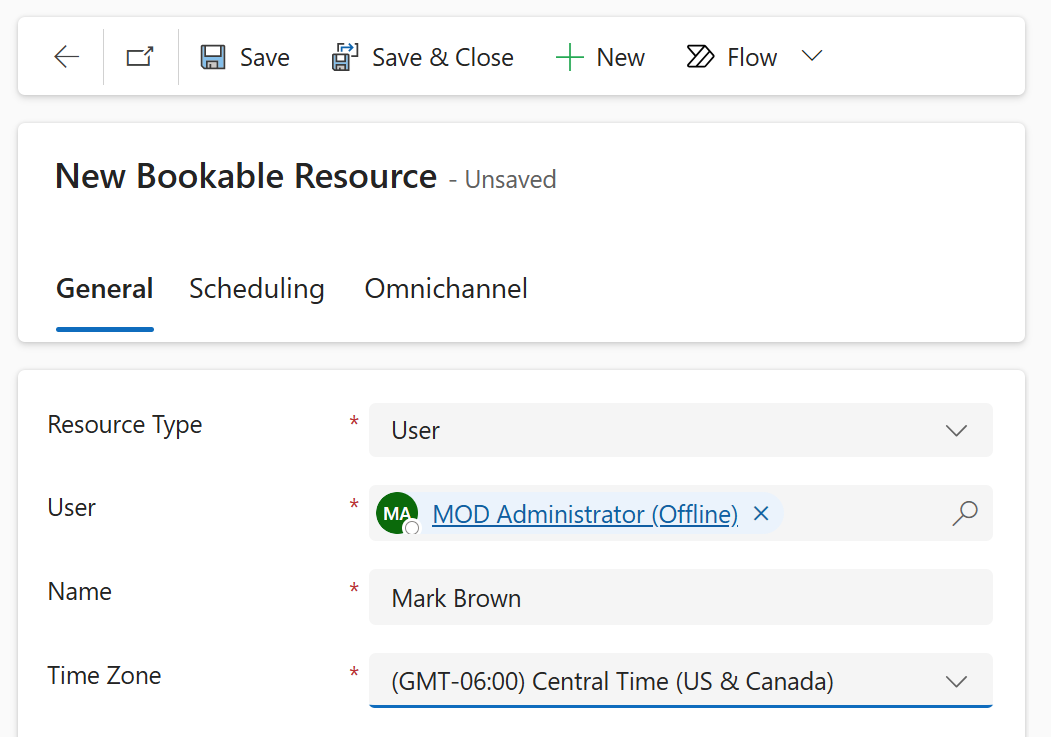 Save Save & Close New Flow
New Bookable Resource - Unsaved
General Scheduling Omnichannel
Resource Type * User
User * MA MOD Administrator (Offline)
Name * Mark Brown
Time Zone * (GMT-06:00) Central Time (US & Canada)